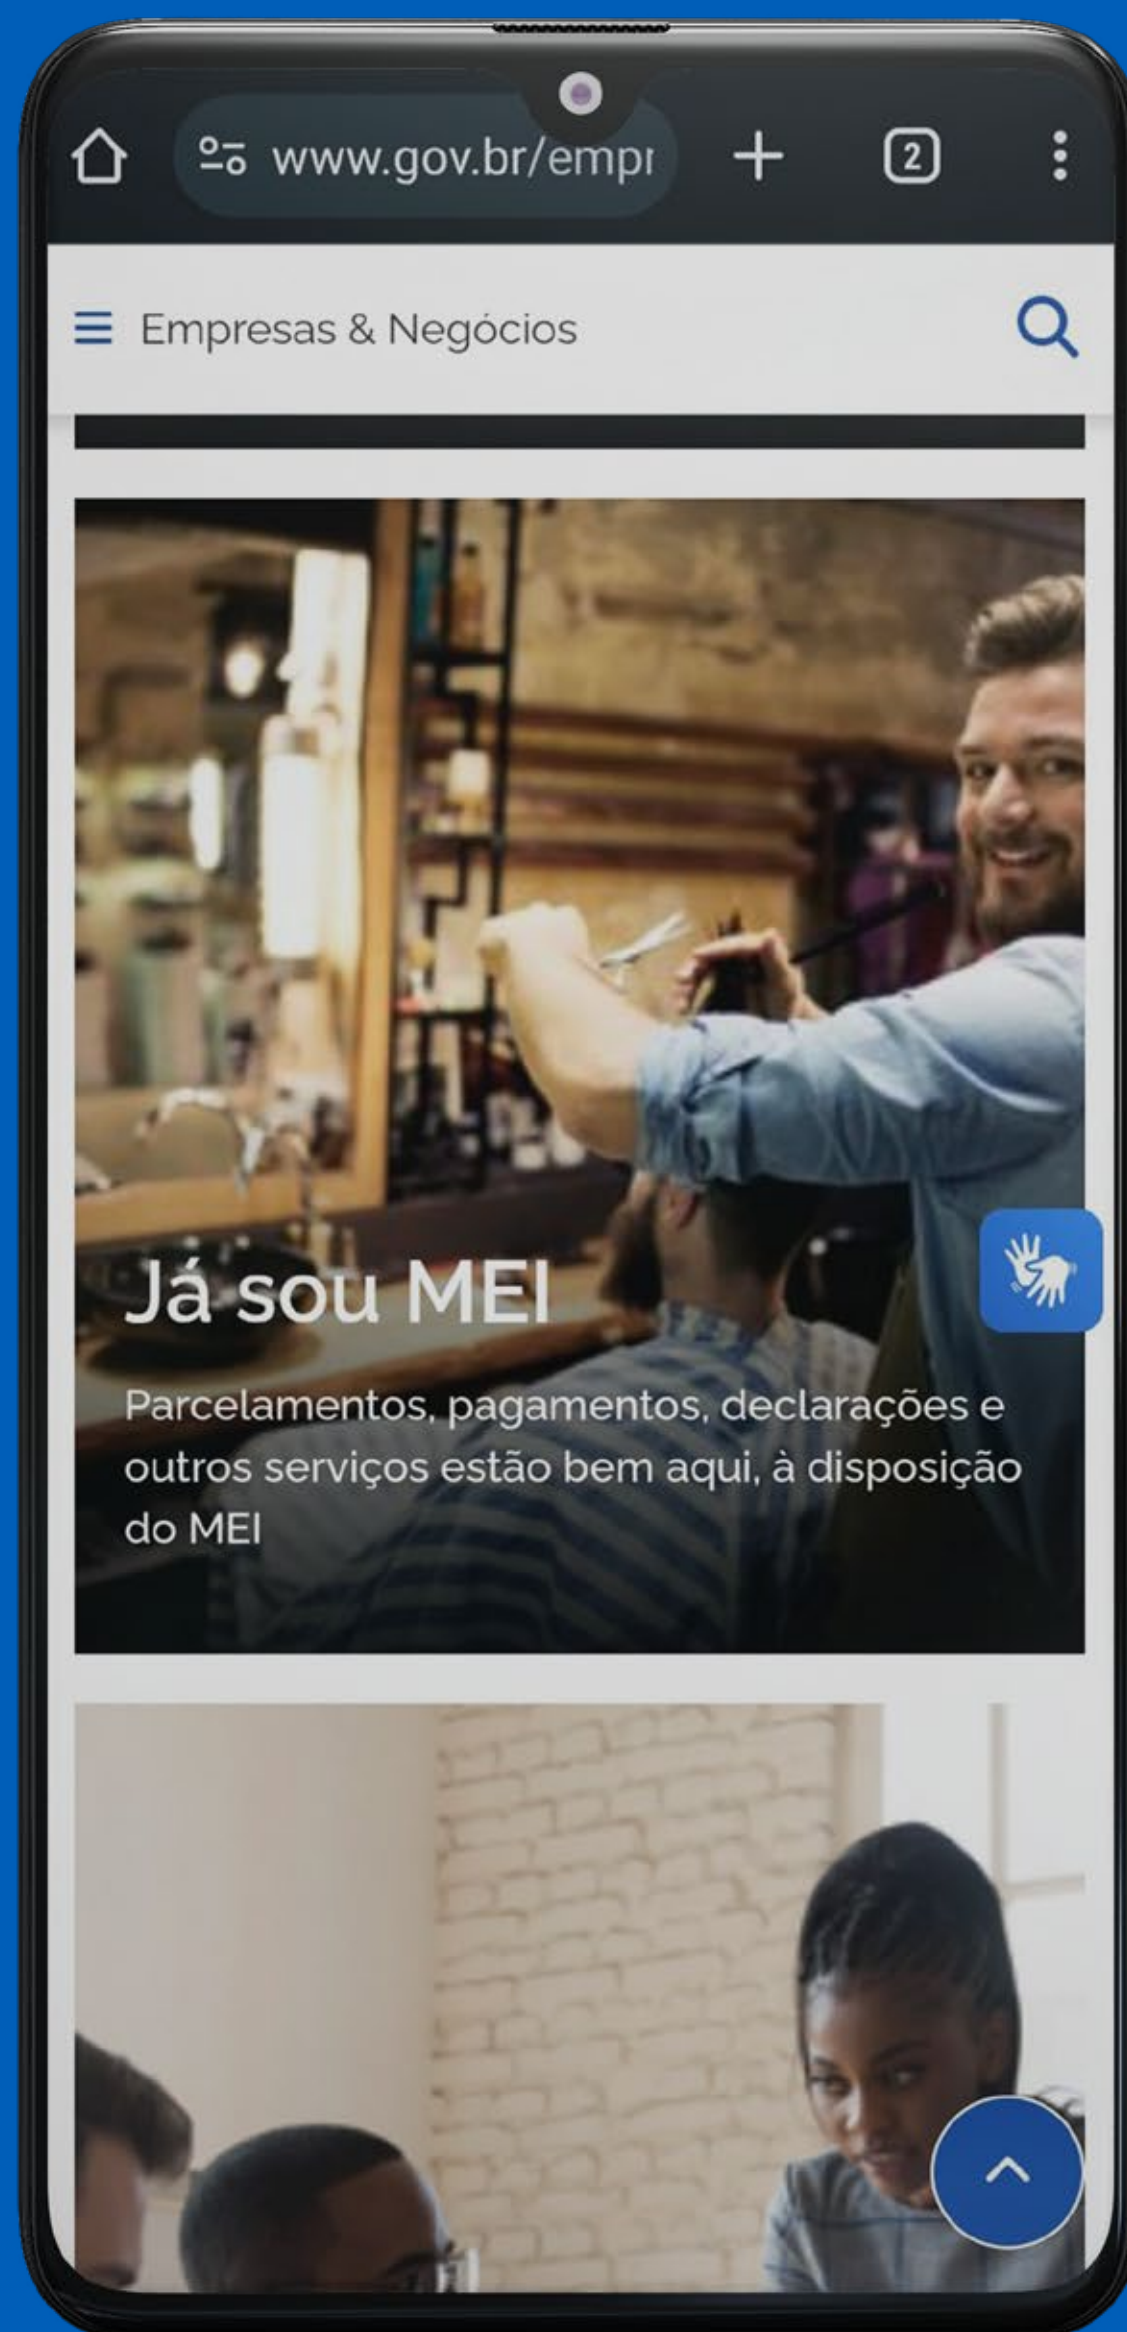 www.gov.br/empr
2
Empresas & Negócios
Já sou MEI
Parcelamentos, pagamentos, declarações e
outros serviços estão bem aqui, à disposição
do MEI